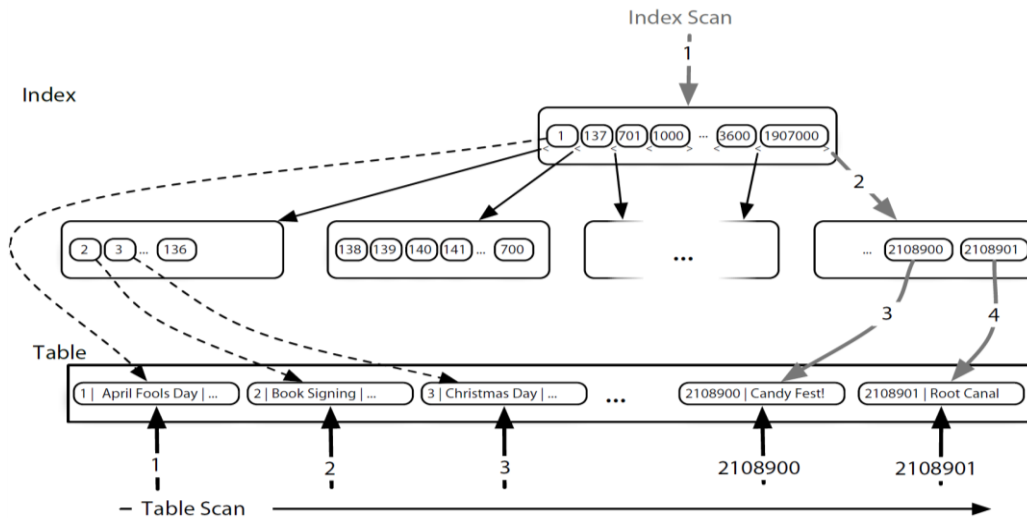 Index Scan
1
Index
1 137 701 1000 ... 3600 1907000
< < < < > < >
2
2 3 ... 136
138 139 140 141 ... 700
...
... 2108900 2108901
3 4
Table
1 | April Fools Day | ... 2 | Book Signing | ... 3 | Christmas Day | ... ... 2108900 | Candy Fest! 2108901 | Root Canal
1 2 3 2108900 2108901
Table Scan